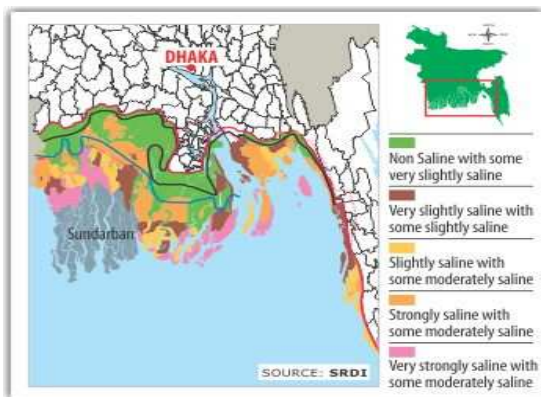 DHAKA
Sundarban
SOURCE: SRDI
Non Saline with some
very slightly saline
Very slightly saline with
some slightly saline
Slightly saline with
some moderately saline
Strongly saline with
some moderately saline
Very strongly saline with
some moderately saline